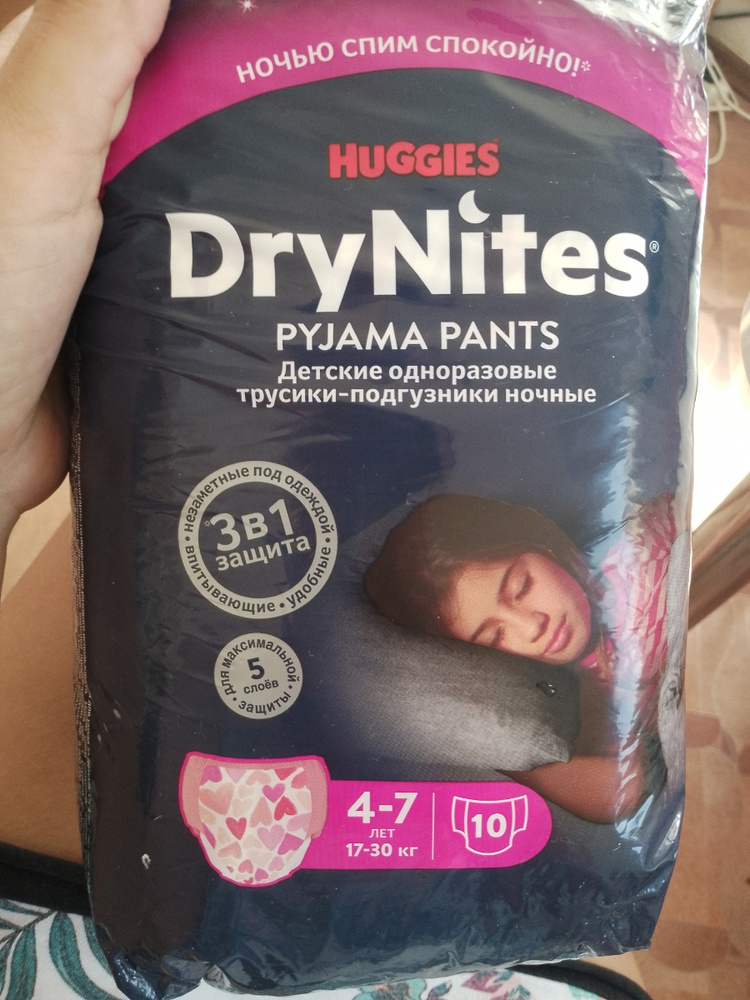 НОЧЬЮ СПИМ СПОКОЙНО!*
HUGGIES
DryNites®
PYJAMA PANTS
Детские одноразовые
трусики-подгузники ночные
незаметные под одеждой • удобные • впитывающие •
°3в1
защита
для максимальной • защиты •
5
слоёв
4-7
ЛЕТ
17-30 кг
10